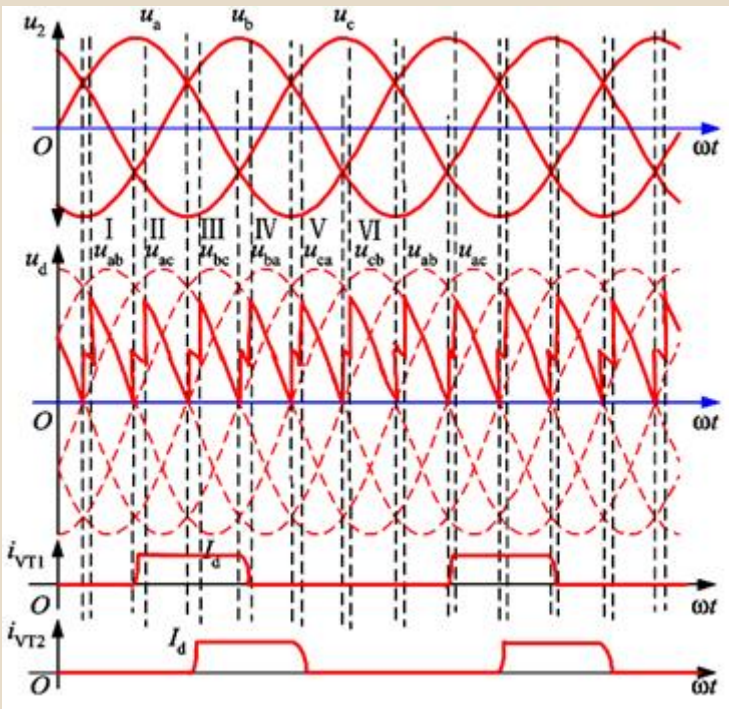 u2 ua ub uc
O ωt
I II III IV V VI
ud uab uac ubc uba uca ucb uab uac
O ωt
iVT1 Id
O ωt
iVT2 Id
O ωt